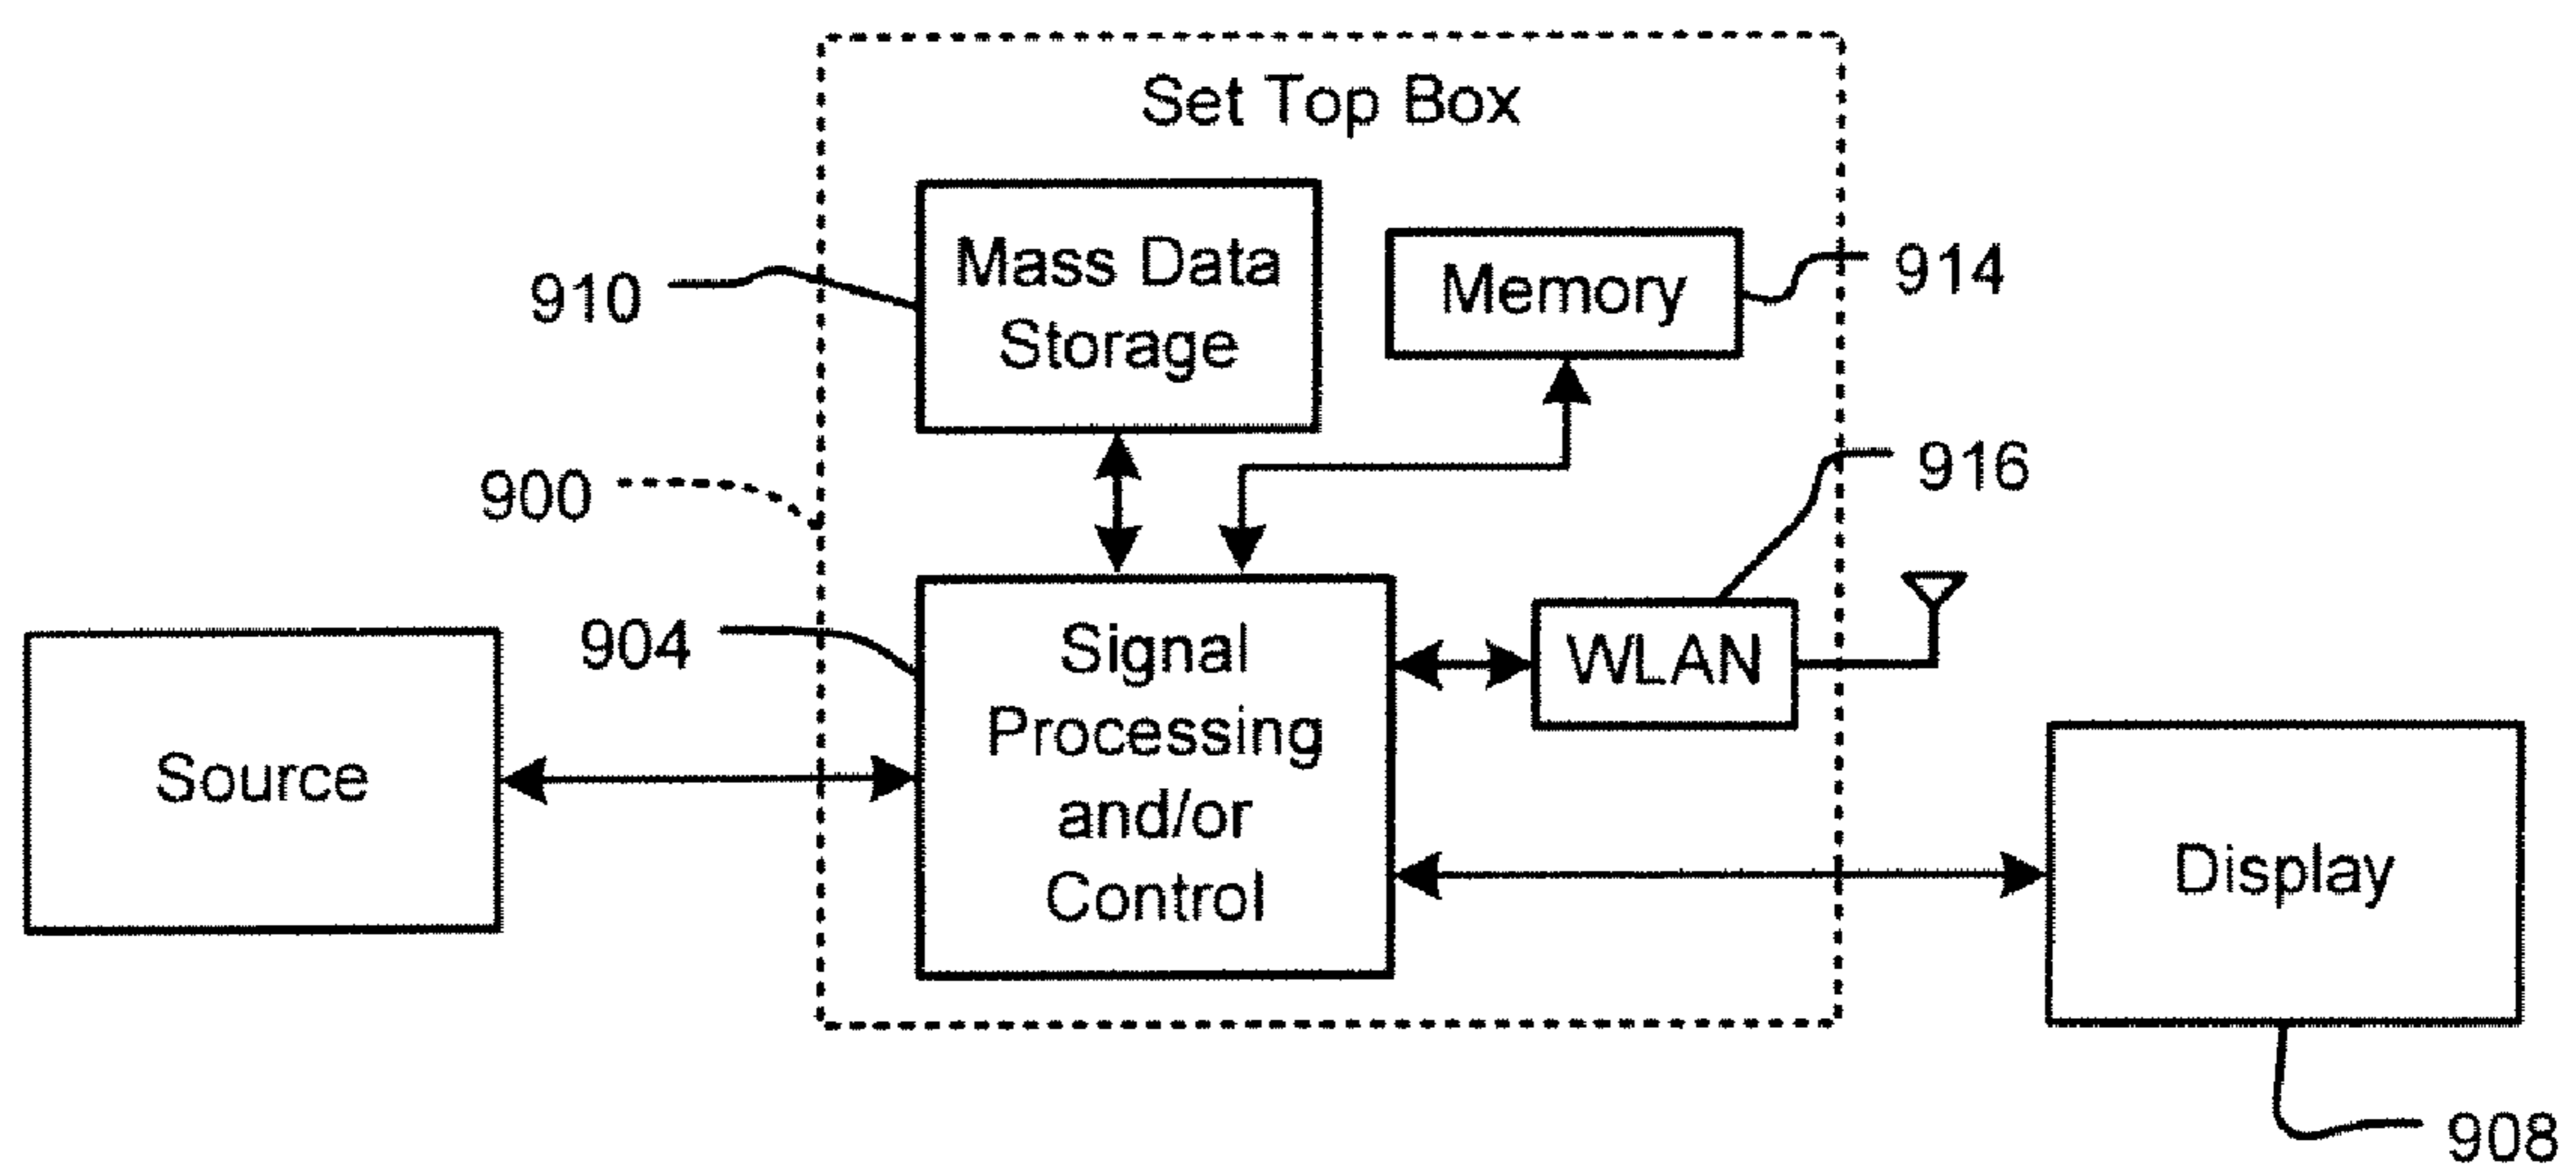 Set Top Box
910
Mass Data
Storage
Memory
914
900
916
904
Signal
Processing
and/or
Control
WLAN
Source
Display
908